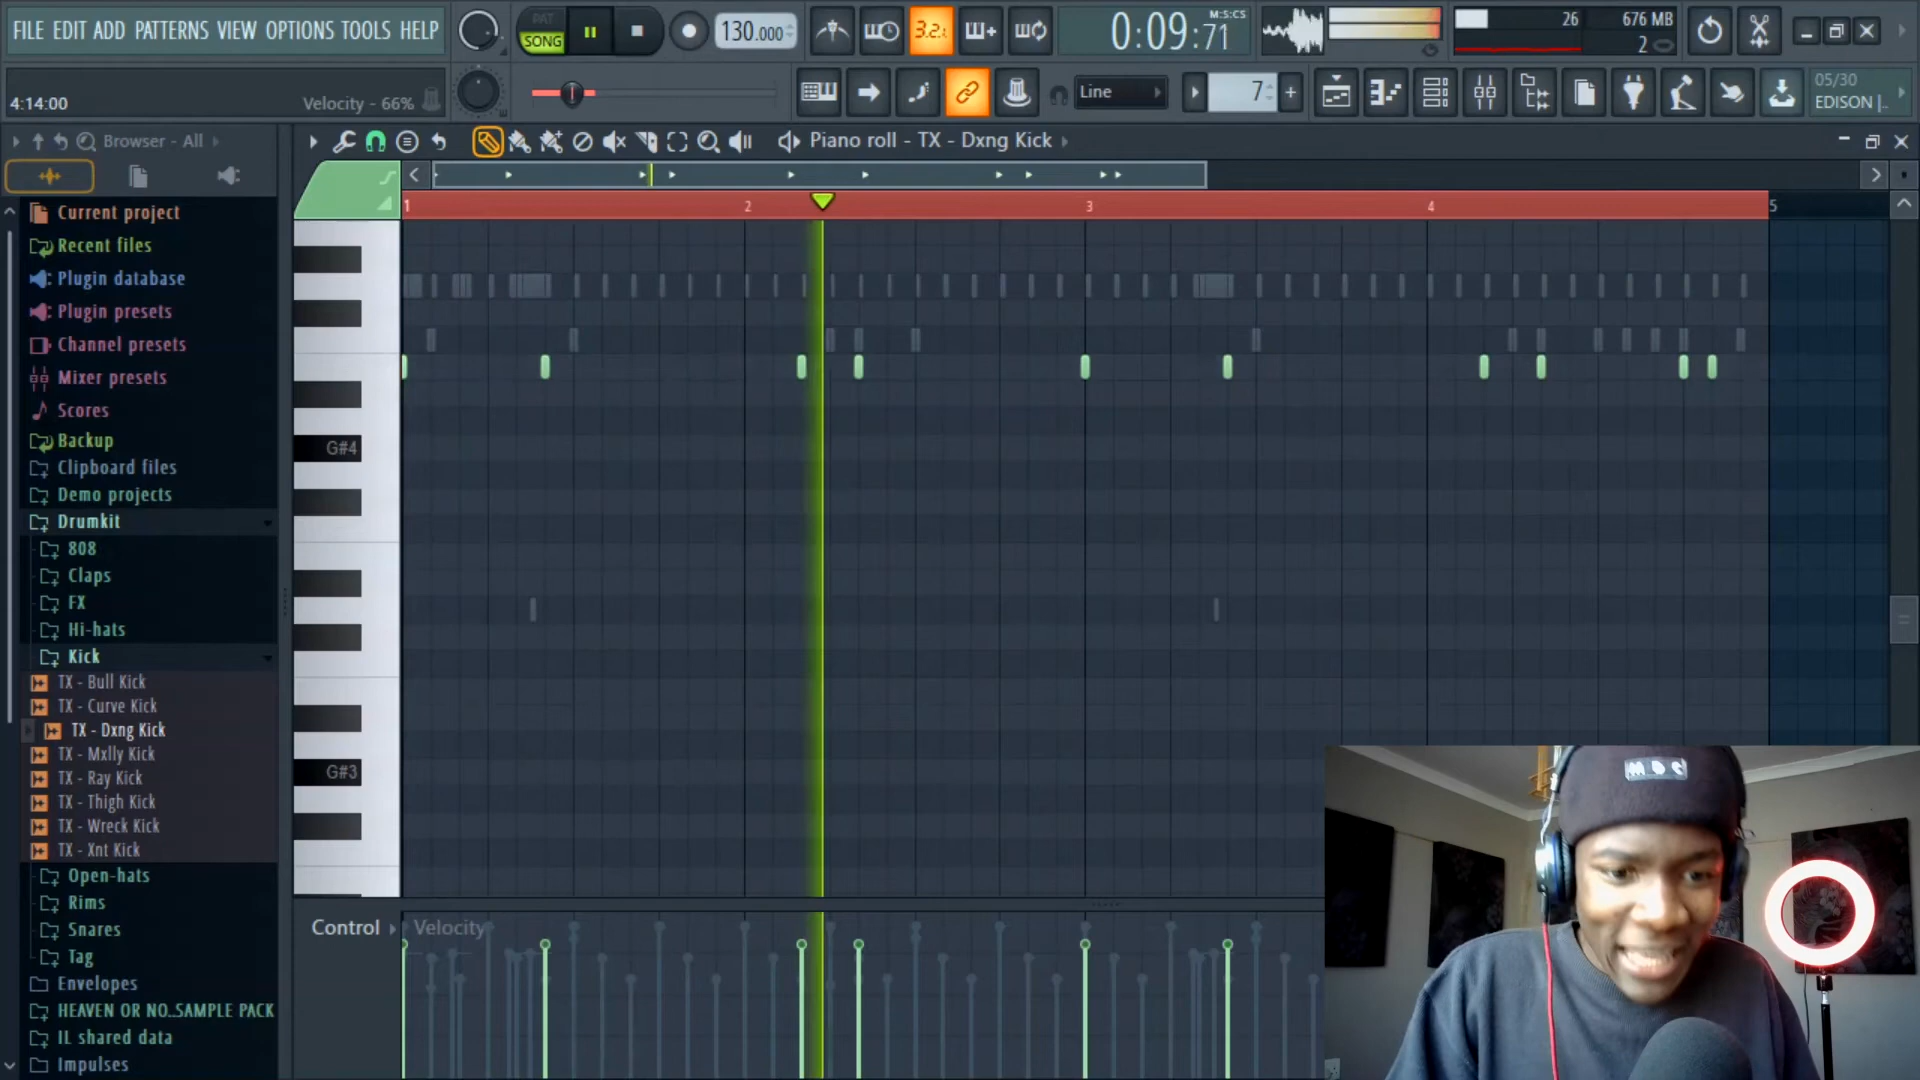 FILE EDIT ADD PATTERNS VIEW OPTIONS TOOLS HELP
PAT
SONG
130.000
3.2.
0:09:71
M:S:CS
26
676 MB
2
4:14:00
Velocity - 66%
Line
7
05/30
EDISON |..
Browser - All
Piano roll - TX - Dxng Kick
1
2
3
4
5
Current project
Recent files
Plugin database
Plugin presets
Channel presets
Mixer presets
Scores
Backup
Clipboard files
Demo projects
Drumkit
808
Claps
FX
Hi-hats
Kick
TX - Bull Kick
TX - Curve Kick
TX - Dxng Kick
TX - Mxlly Kick
TX - Ray Kick
TX - Thigh Kick
TX - Wreck Kick
TX - Xnt Kick
Open-hats
Rims
Snares
Tag
Envelopes
HEAVEN OR NO..SAMPLE PACK
IL shared data
Impulses
G#4
G#3
Control
Velocity